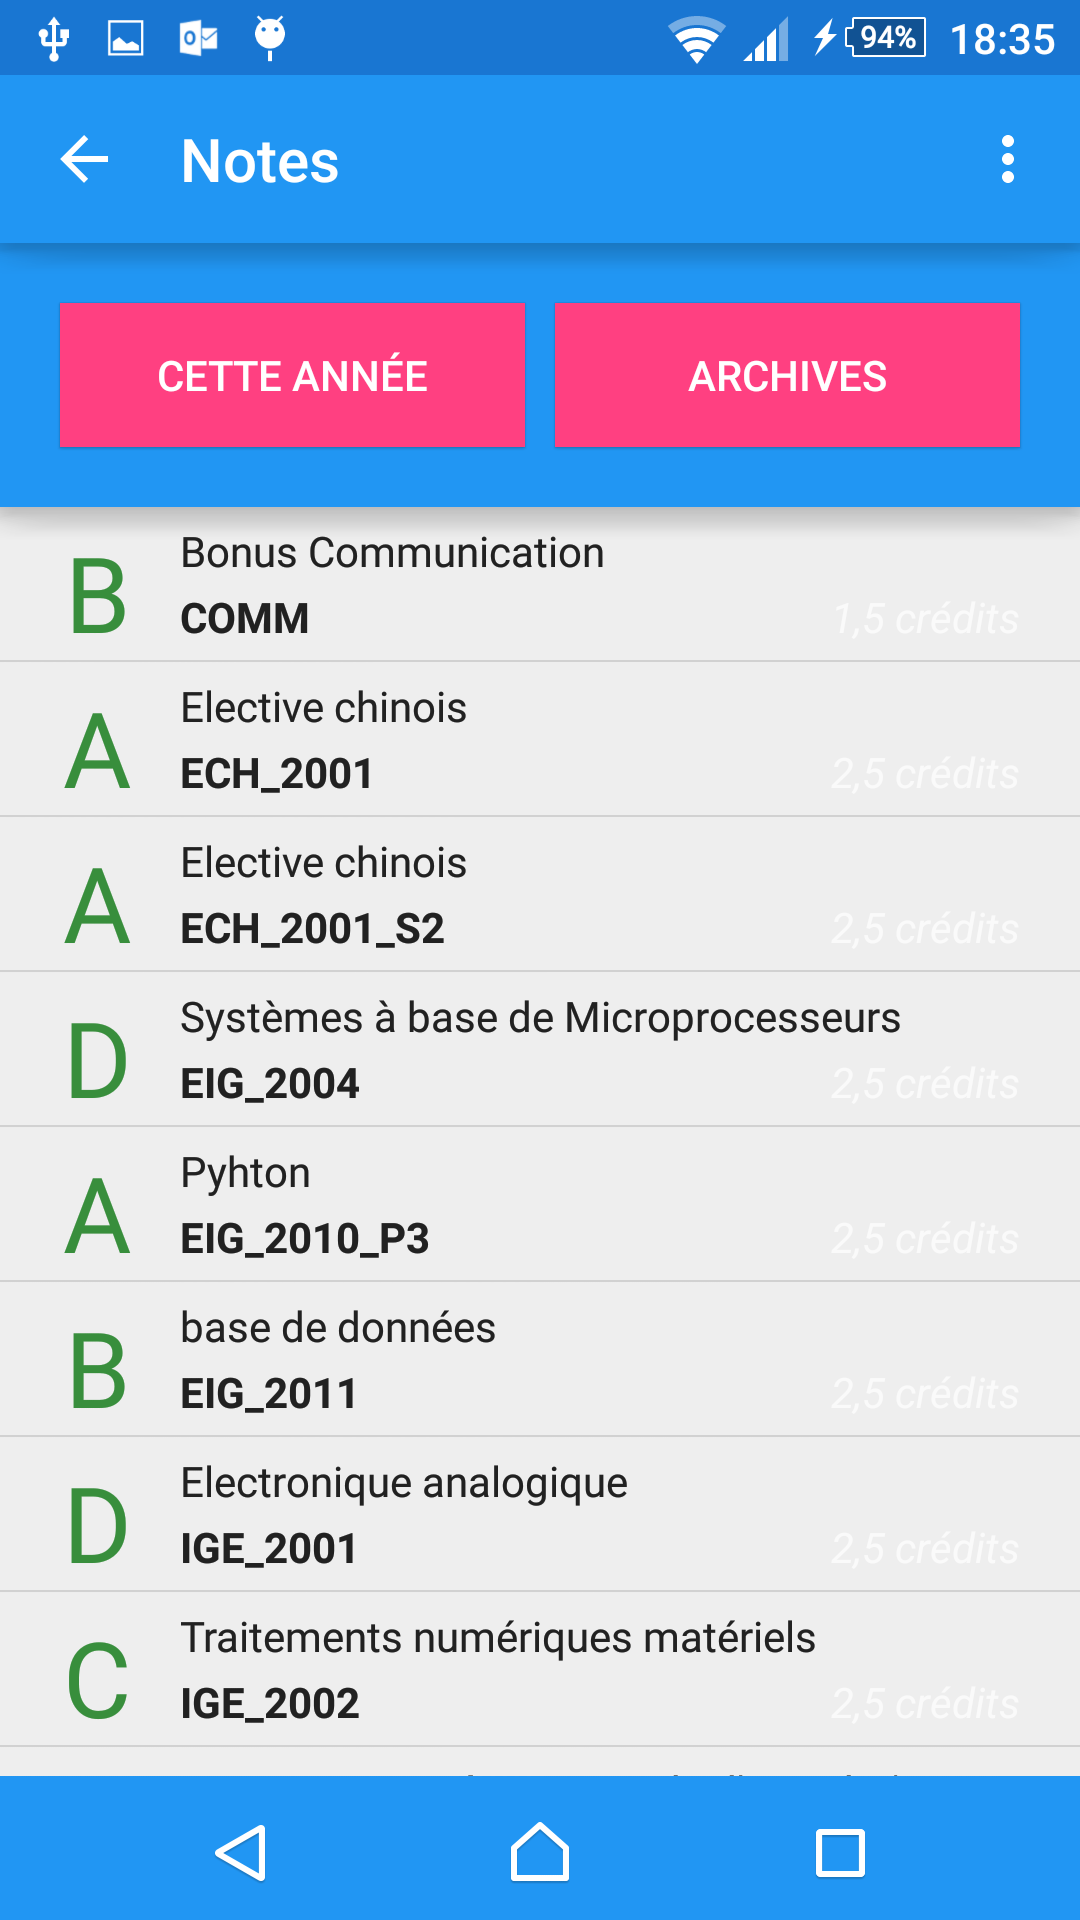 94% 18:35
Notes
CETTE ANNÉE ARCHIVES
B Bonus Communication
COMM 1,5 crédits
A Elective chinois
ECH_2001 2,5 crédits
A Elective chinois
ECH_2001_S2 2,5 crédits
D Systèmes à base de Microprocesseurs
EIG_2004 2,5 crédits
A Pyhton
EIG_2010_P3 2,5 crédits
B base de données
EIG_2011 2,5 crédits
D Electronique analogique
IGE_2001 2,5 crédits
C Traitements numériques matériels
IGE_2002 2,5 crédits